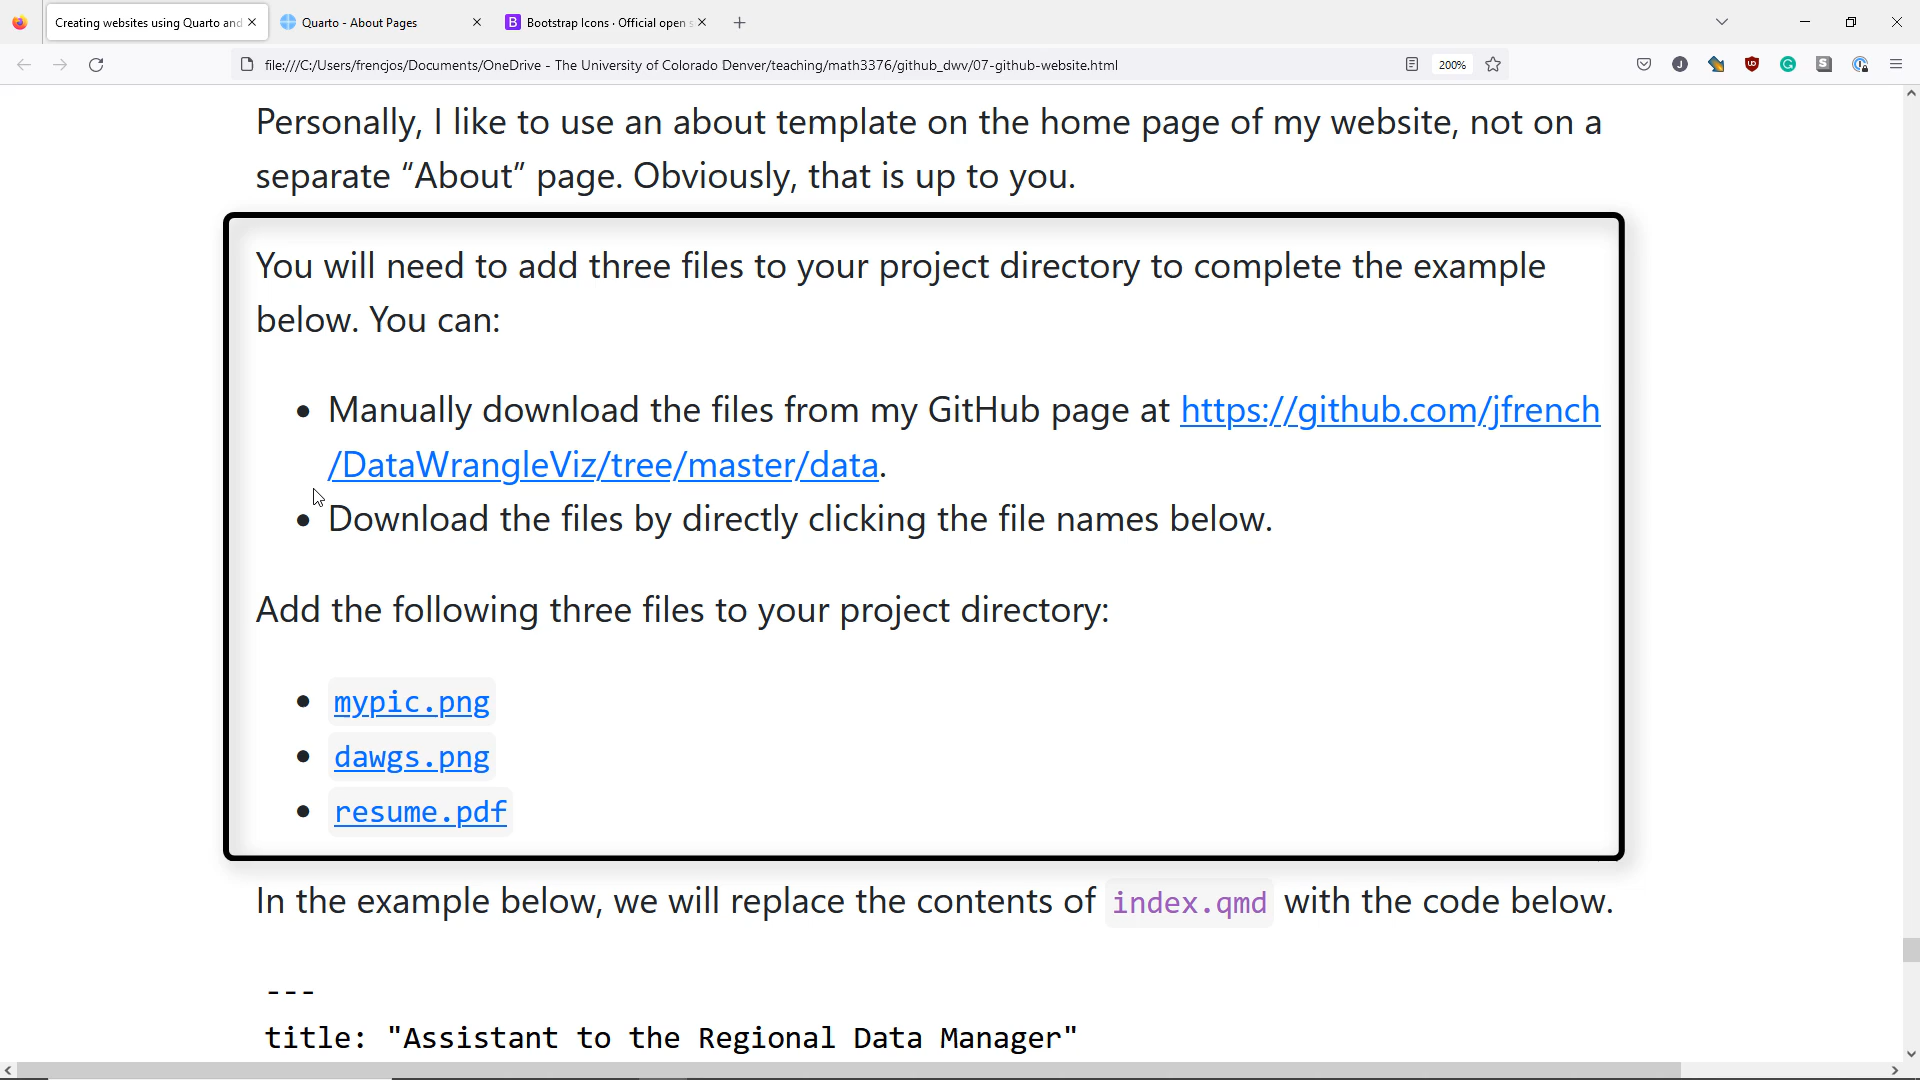 Creating websites using Quarto and
Quarto - About Pages
Bootstrap Icons · Official open s
file:///C:/Users/frencjos/Documents/OneDrive - The University of Colorado Denver/teaching/math3376/github_dwv/07-github-website.html
200%
Personally, I like to use an about template on the home page of my website, not on a
separate “About” page. Obviously, that is up to you.
You will need to add three files to your project directory to complete the example
below. You can:
• Manually download the files from my GitHub page at https://github.com/jfrench
/DataWrangleViz/tree/master/data.
• Download the files by directly clicking the file names below.
Add the following three files to your project directory:
• mypic.png
• dawgs.png
• resume.pdf
In the example below, we will replace the contents of index.qmd with the code below.
---
title: "Assistant to the Regional Data Manager"